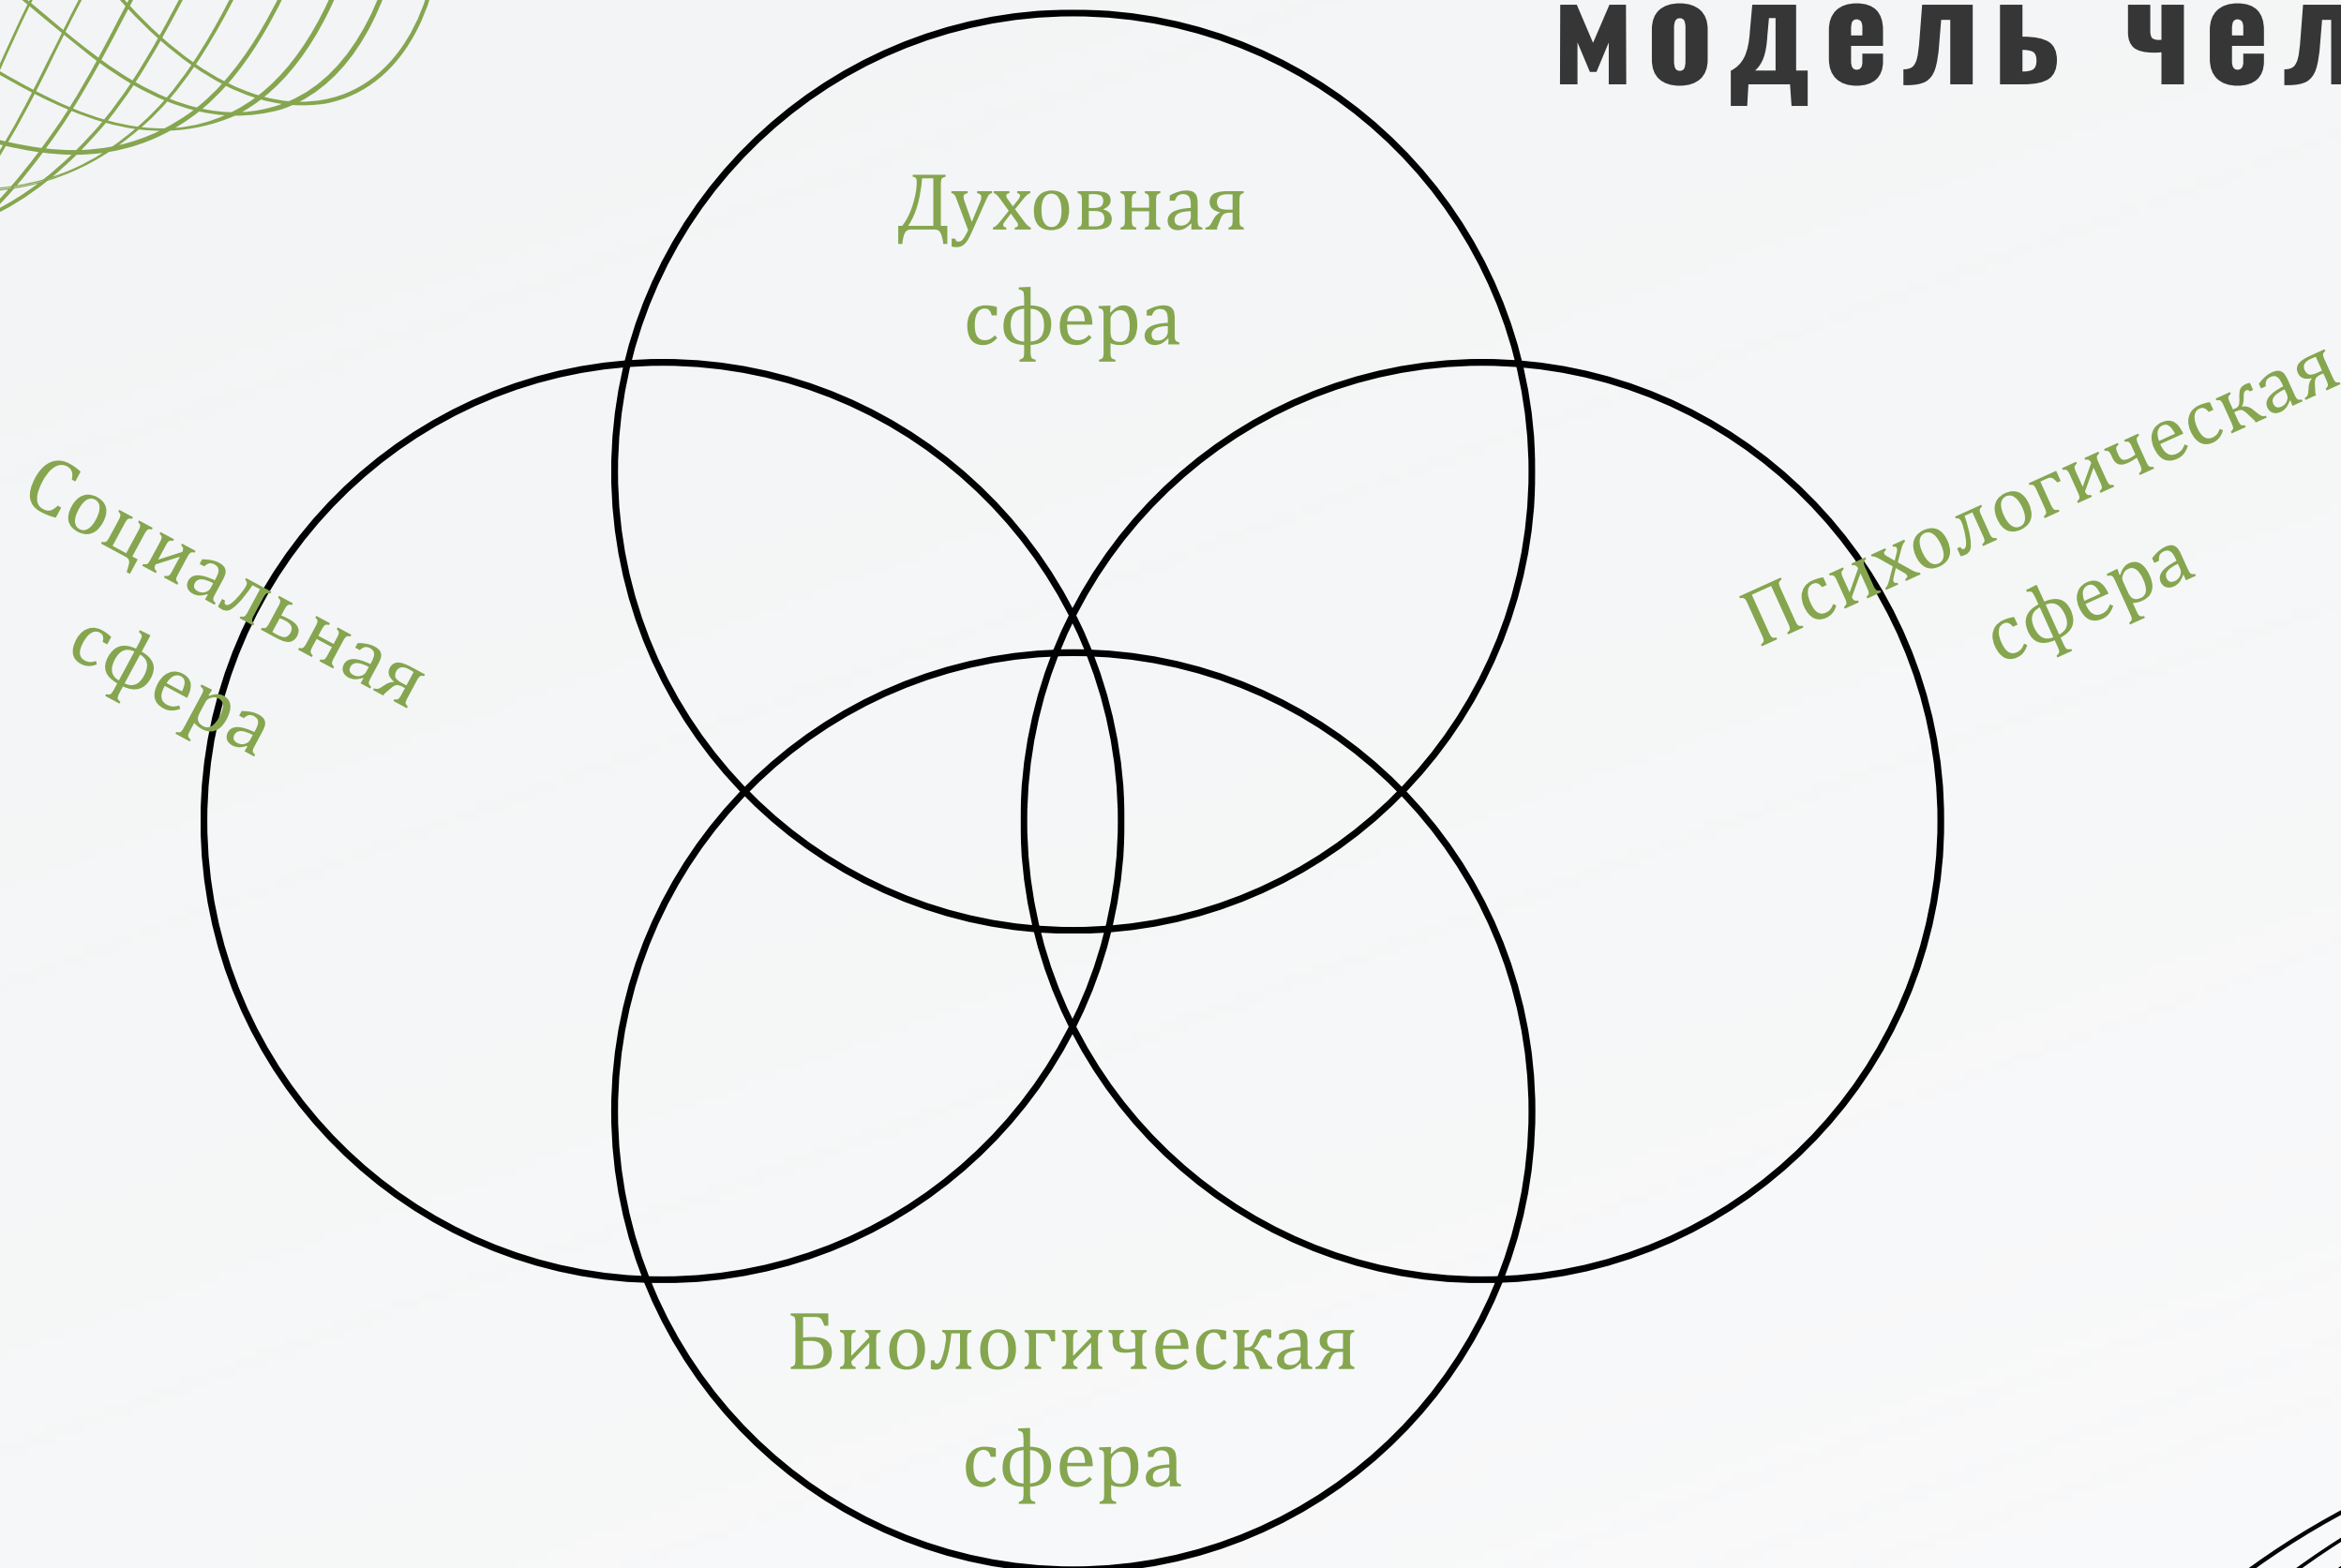 модель чел
Духовная
сфера
Социальная
сфера
Психологическая
сфера
Биологическая
сфера